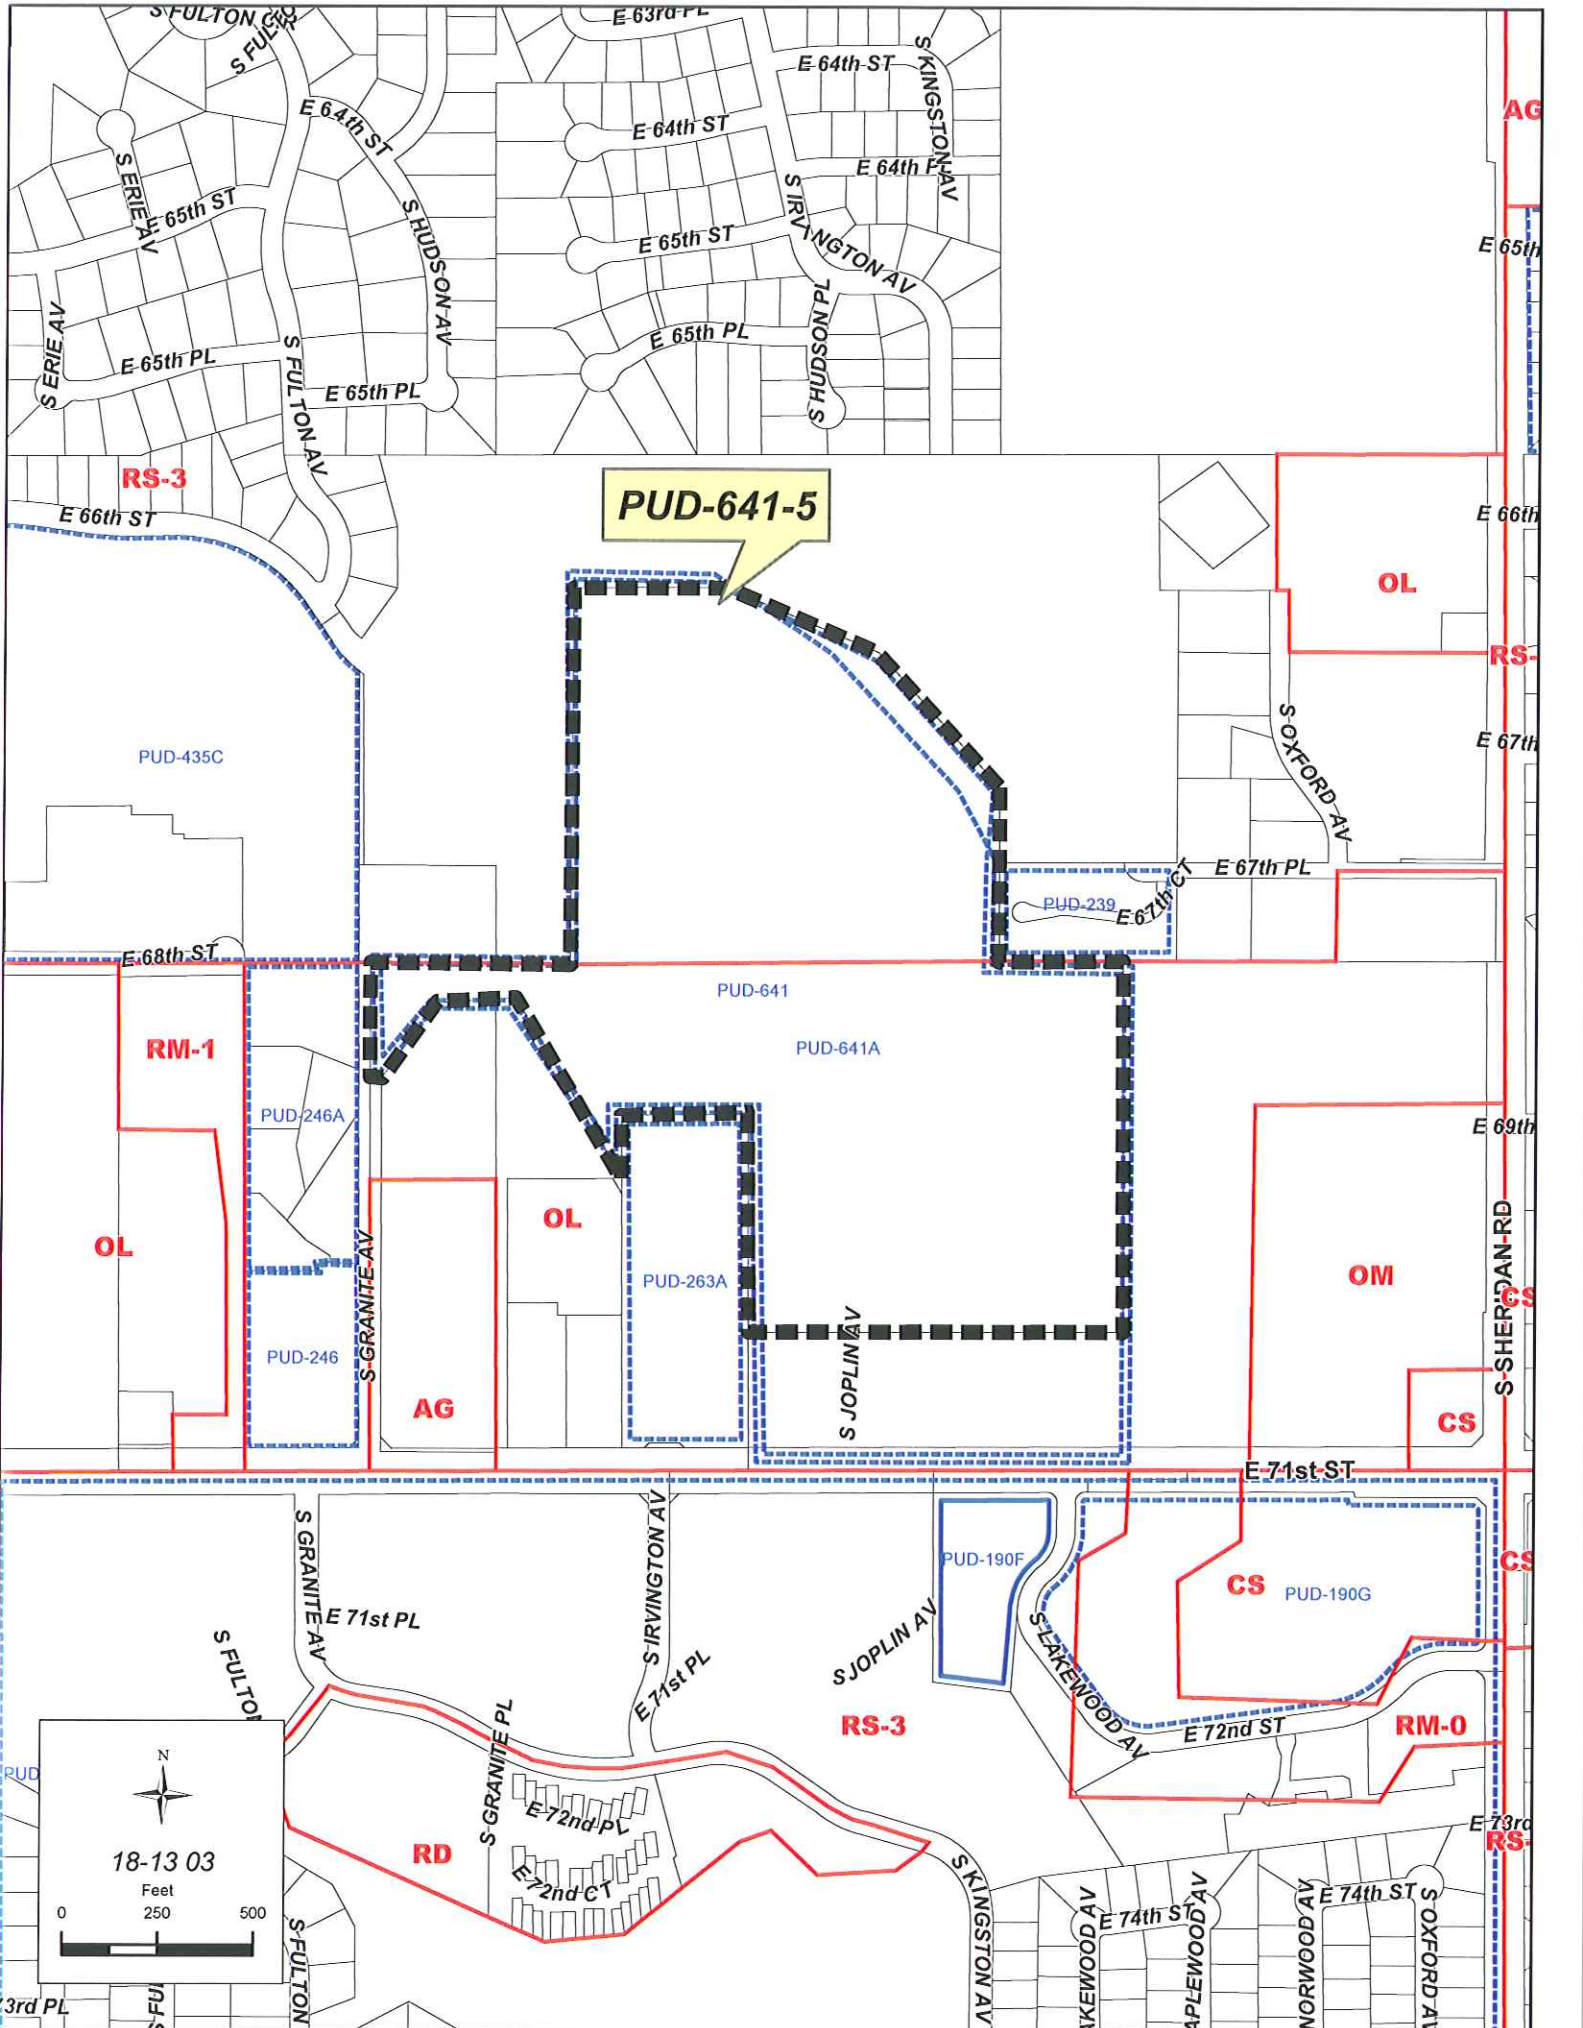 S FULTON
E 63rd PL
E 64th ST
S KINGSTON AV
AG
E 64th ST
E 64th ST
E 64th
S IRVINGTON AV
S ERIE AV
E 65th ST
S HUDSON AV
E 65th ST
E 65th
S ERIE AV
E 65th PL
S FULTON AV
E 65th PL
E 65th PL
S HUDSON PL
RS-3
E 66th ST
PUD-641-5
E 66th
OL
RS-
PUD-435C
S OXFORD AV
E 67th
E 67th PL
PUD-239
E 67th CT
E 68th ST
PUD-641
PUD-641A
RM-1
PUD-246A
E 69th
OL
OL
S GRANITE AV
PUD-263A
OM
S SHERIDAN RD
CS
PUD-246
S JOPLIN AV
AG
CS
E 71st ST
S GRANITE AV
S IRVINGTON AV
PUD-190F
CS
PUD-190G
CS
E 71st PL
S FULTON
E 71st PL
S JOPLIN AV
S LAKEWOOD AV
RS-3
E 72nd ST
RM-0
S GRANITE PL
PUD
N
18-13 03
Feet
0 250 500
E 72nd PL
RD
E 72nd CT
E 73rd
RS-
S KINGSTON AV
E 74th ST
E 74th ST
AKEWOOD AV
APLEWOOD AV
NORWOOD AV
S OXFORD AV
S FULTON
3rd PL
S FUL